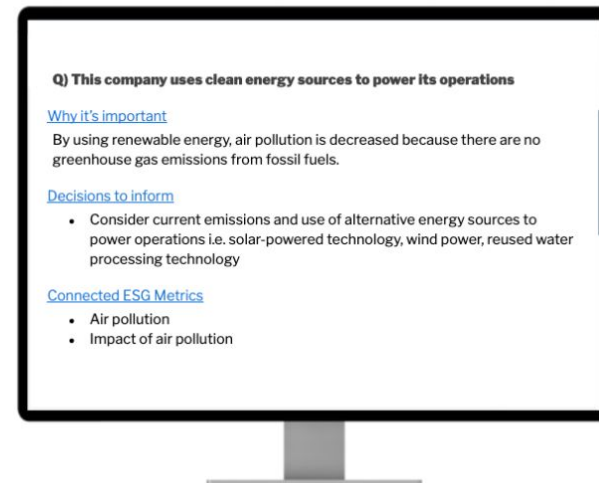 Q) This company uses clean energy sources to power its operations
Why it's important
By using renewable energy, air pollution is decreased because there are no
greenhouse gas emissions from fossil fuels.
Decisions to inform
• Consider current emissions and use of alternative energy sources to
power operations i.e. solar-powered technology, wind power, reused water
processing technology
Connected ESG Metrics
• Air pollution
• Impact of air pollution